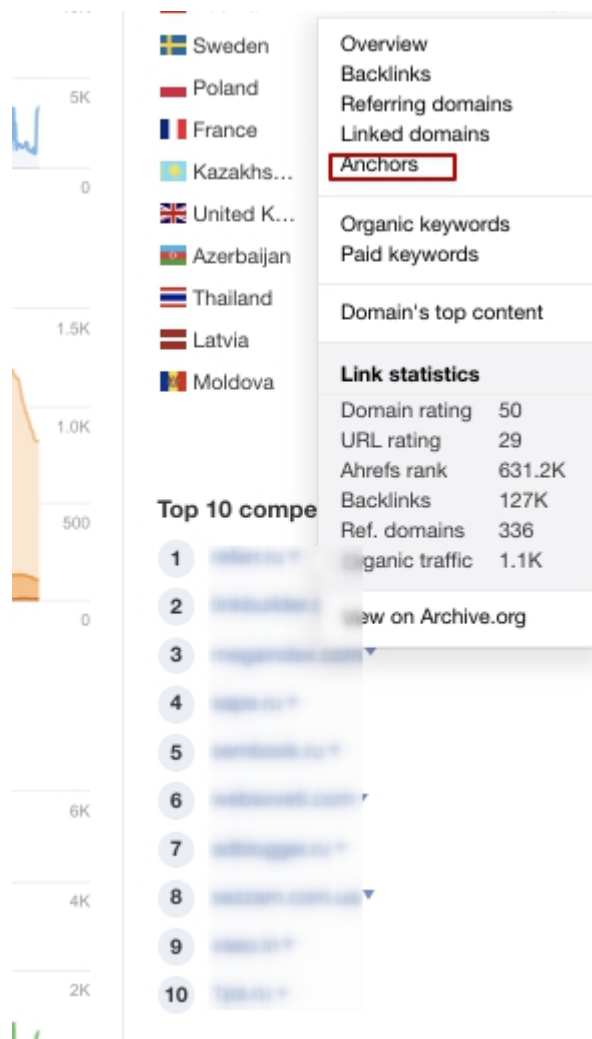 5K
0
1.5K
1.0K
500
0
6K
4K
2K
Sweden
Poland
France
Kazakhs...
United K...
Azerbaijan
Thailand
Latvia
Moldova
Top 10 compe
1
2
3
4
5
6
7
8
9
10
Overview
Backlinks
Referring domains
Linked domains
Anchors
Organic keywords
Paid keywords
Domain's top content
Link statistics
Domain rating 50
URL rating 29
Ahrefs rank 631.2K
Backlinks 127K
Ref. domains 336
ganic traffic 1.1K
ew on Archive.org